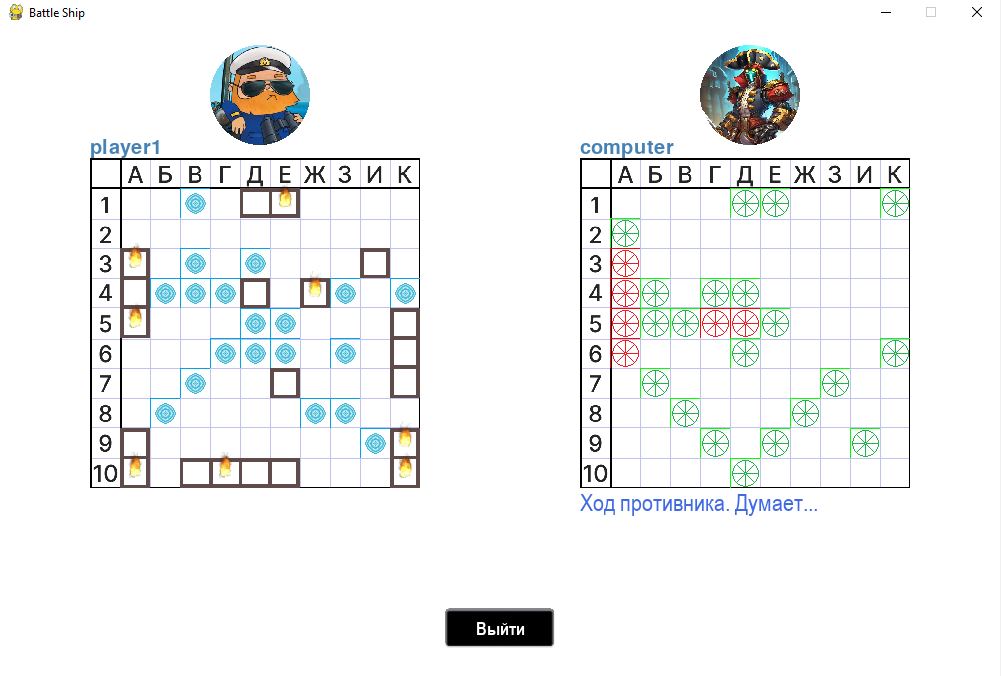 Battle Ship
player1
computer
А Б В Г Д Е Ж З И К
1
2
3
4
5
6
7
8
9
10
А Б В Г Д Е Ж З И К
1
2
3
4
5
6
7
8
9
10
Ход противника. Думает...
Выйти